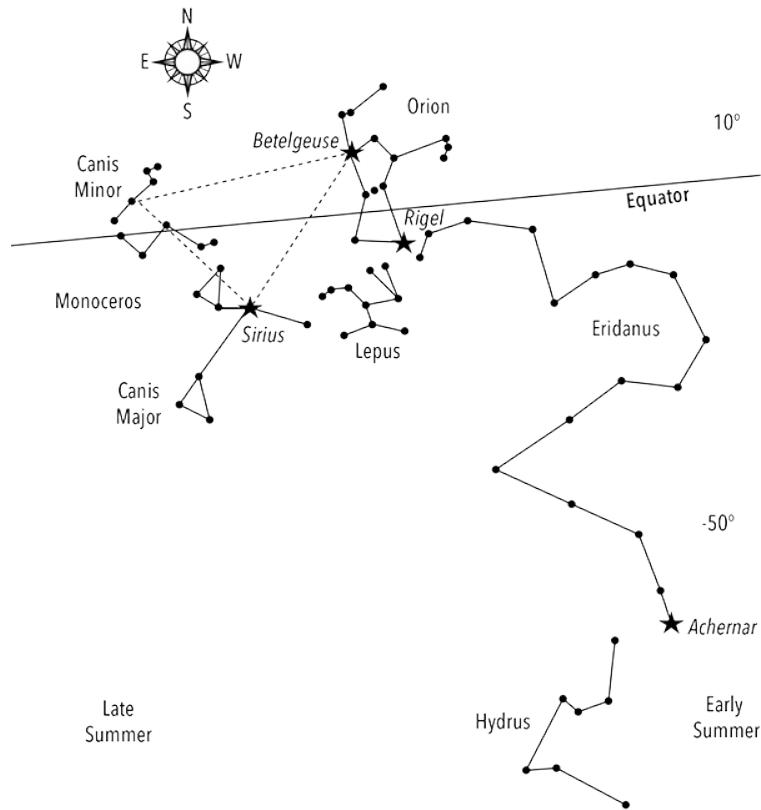 N
E
W
S
Orion
10°
Betelgeuse
Canis
Minor
Equator
Rigel
Monoceros
Sirius
Lepus
Eridanus
Canis
Major
-50°
Achernar
Late
Summer
Hydrus
Early
Summer